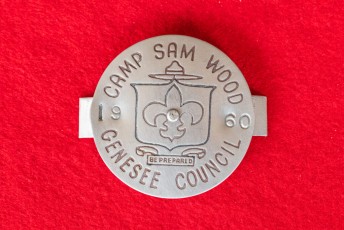 CAMP SAM WOOD
19 60
BE PREPARED
GENESEE COUNCIL